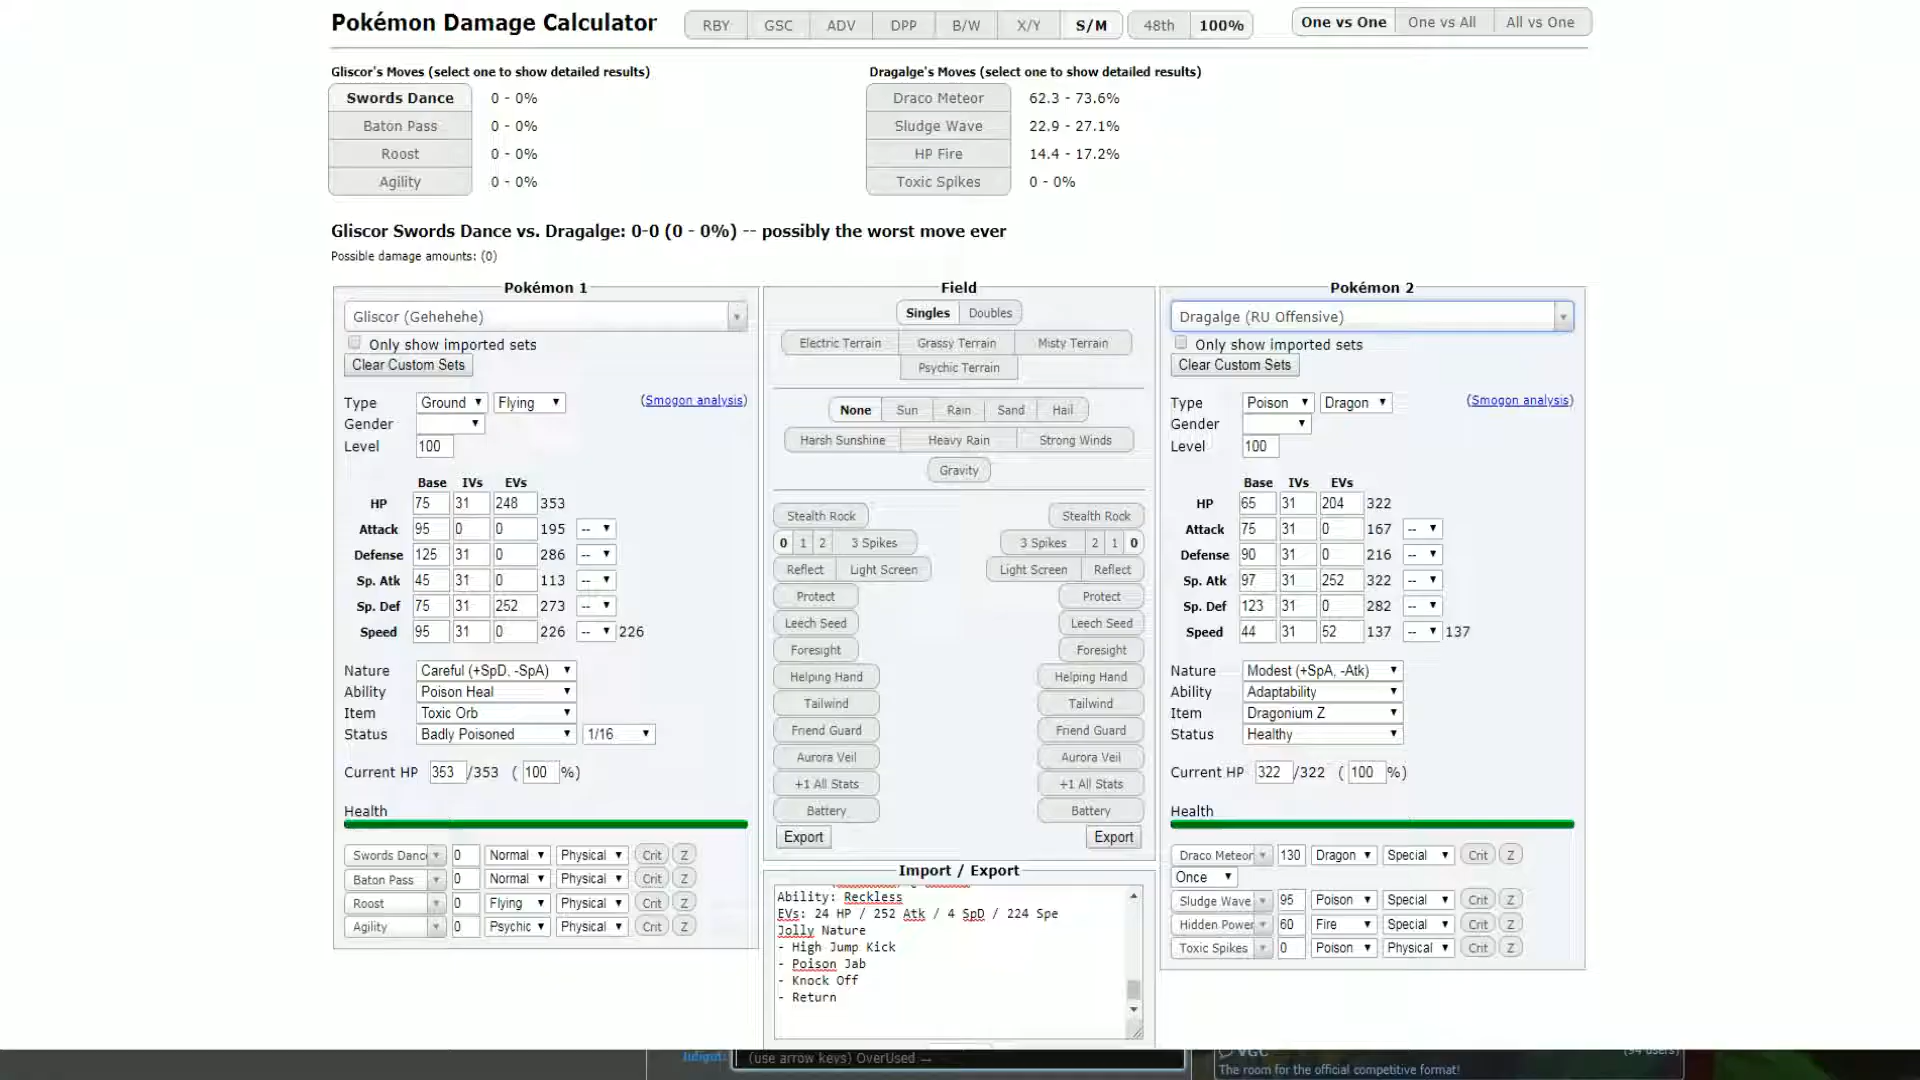 Pokémon Damage Calculator
RBY GSC ADV DPP B/W X/Y S/M 48th 100%
One vs One One vs All All vs One
Gliscor's Moves (select one to show detailed results)
Swords Dance 0 - 0%
Baton Pass 0 - 0%
Roost 0 - 0%
Agility 0 - 0%
Dragalge's Moves (select one to show detailed results)
Draco Meteor 62.3 - 73.6%
Sludge Wave 22.9 - 27.1%
HP Fire 14.4 - 17.2%
Toxic Spikes 0 - 0%
Gliscor Swords Dance vs. Dragalge: 0-0 (0 - 0%) -- possibly the worst move ever
Possible damage amounts: (0)
Pokémon 1
Gliscor (Gehehehe)
Only show imported sets
Clear Custom Sets
Type Ground Flying (Smogon analysis)
Gender
Level 100
Base IVs EVs
HP 75 31 248 353
Attack 95 0 0 195 --
Defense 125 31 0 286 --
Sp. Atk 45 31 0 113 --
Sp. Def 75 31 252 273 --
Speed 95 31 0 226 -- 226
Nature Careful (+SpD, -SpA)
Ability Poison Heal
Item Toxic Orb
Status Badly Poisoned 1/16
Current HP 353 /353 ( 100 %)
Health
Swords Danc 0 Normal Physical Crit Z
Baton Pass 0 Normal Physical Crit Z
Roost 0 Flying Physical Crit Z
Agility 0 Psychic Physical Crit Z
Field
Singles Doubles
Electric Terrain Grassy Terrain Misty Terrain
Psychic Terrain
None Sun Rain Sand Hail
Harsh Sunshine Heavy Rain Strong Winds
Gravity
Stealth Rock Stealth Rock
0 1 2 3 Spikes 3 Spikes 2 1 0
Reflect Light Screen Light Screen Reflect
Protect Protect
Leech Seed Leech Seed
Foresight Foresight
Helping Hand Helping Hand
Tailwind Tailwind
Friend Guard Friend Guard
Aurora Veil Aurora Veil
+1 All Stats +1 All Stats
Battery Battery
Export Export
Import / Export
Ability: Reckless
EVs: 24 HP / 252 Atk / 4 SpD / 224 Spe
Jolly Nature
- High Jump Kick
- Poison Jab
- Knock Off
- Return
Pokémon 2
Dragalge (RU Offensive)
Only show imported sets
Clear Custom Sets
Type Poison Dragon (Smogon analysis)
Gender
Level 100
Base IVs EVs
HP 65 31 204 322
Attack 75 31 0 167 --
Defense 90 31 0 216 --
Sp. Atk 97 31 252 322 --
Sp. Def 123 31 0 282 --
Speed 44 31 52 137 -- 137
Nature Modest (+SpA, -Atk)
Ability Adaptability
Item Dragonium Z
Status Healthy
Current HP 322 /322 ( 100 %)
Health
Draco Meteor 130 Dragon Special Crit Z
Once
Sludge Wave 95 Poison Special Crit Z
Hidden Power 60 Fire Special Crit Z
Toxic Spikes 0 Poison Physical Crit Z
(use arrow keys) OverUsed —
VGC
The room for the official competitive format!